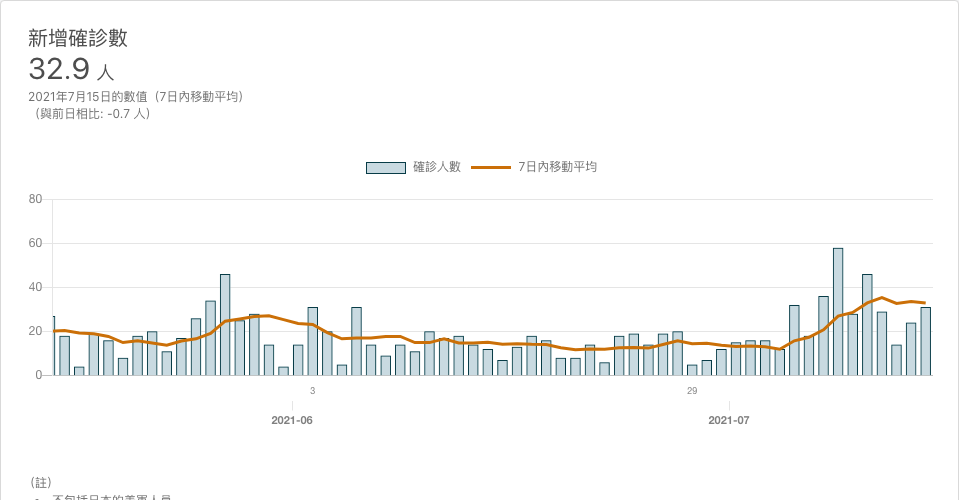 新增確診數
32.9 人
2021年7月15日的數值（7日內移動平均）
（與前日相比: -0.7 人）
確診人數 7日內移動平均
80
60
40
20
0
3 29
2021-06 2021-07
（註）